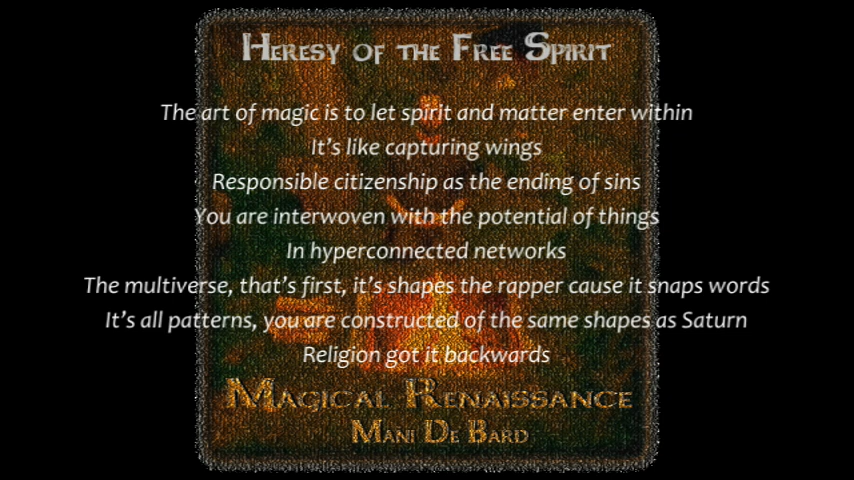 Heresy of the Free Spirit
The art of magic is to let spirit and matter enter within
It's like capturing wings
Responsible citizenship as the ending of sins
You are interwoven with the potential of things
In hyperconnected networks
The multiverse, that's first, it's shapes the rapper cause it snaps words
It's all patterns, you are constructed of the same shapes as Saturn
Religion got it backwards
Magical Renaissance
Mani De Bard